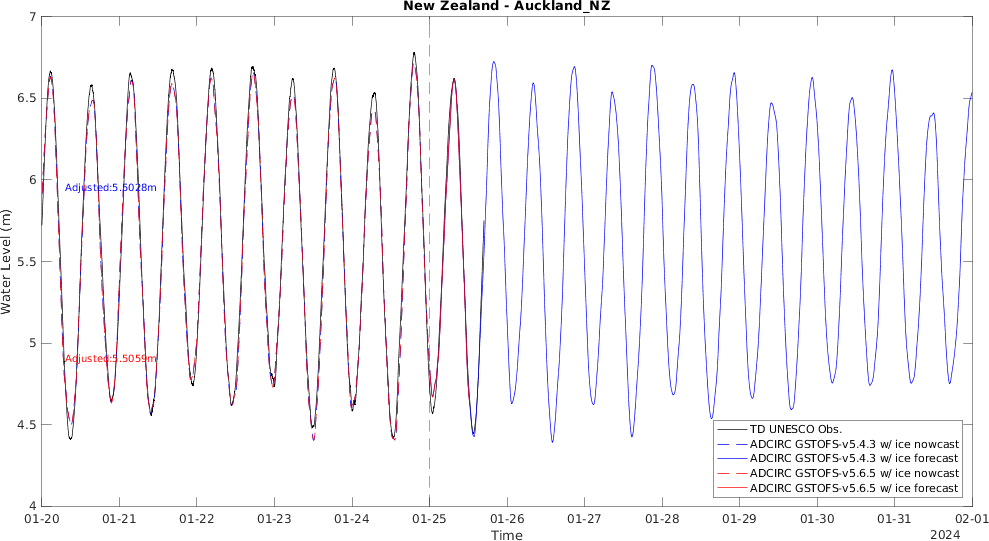 New Zealand - Auckland_NZ
7
6.5
6
5.5
5
4.5
4
Water Level (m)
Adjusted:5.5028m
Adjusted:5.5059m
TD UNESCO Obs.
ADCIRC GSTOFS-v5.4.3 w/ ice nowcast
ADCIRC GSTOFS-v5.4.3 w/ ice forecast
ADCIRC GSTOFS-v5.6.5 w/ ice nowcast
ADCIRC GSTOFS-v5.6.5 w/ ice forecast
01-20 01-21 01-22 01-23 01-24 01-25 01-26 01-27 01-28 01-29 01-30 01-31 02-01
Time
2024